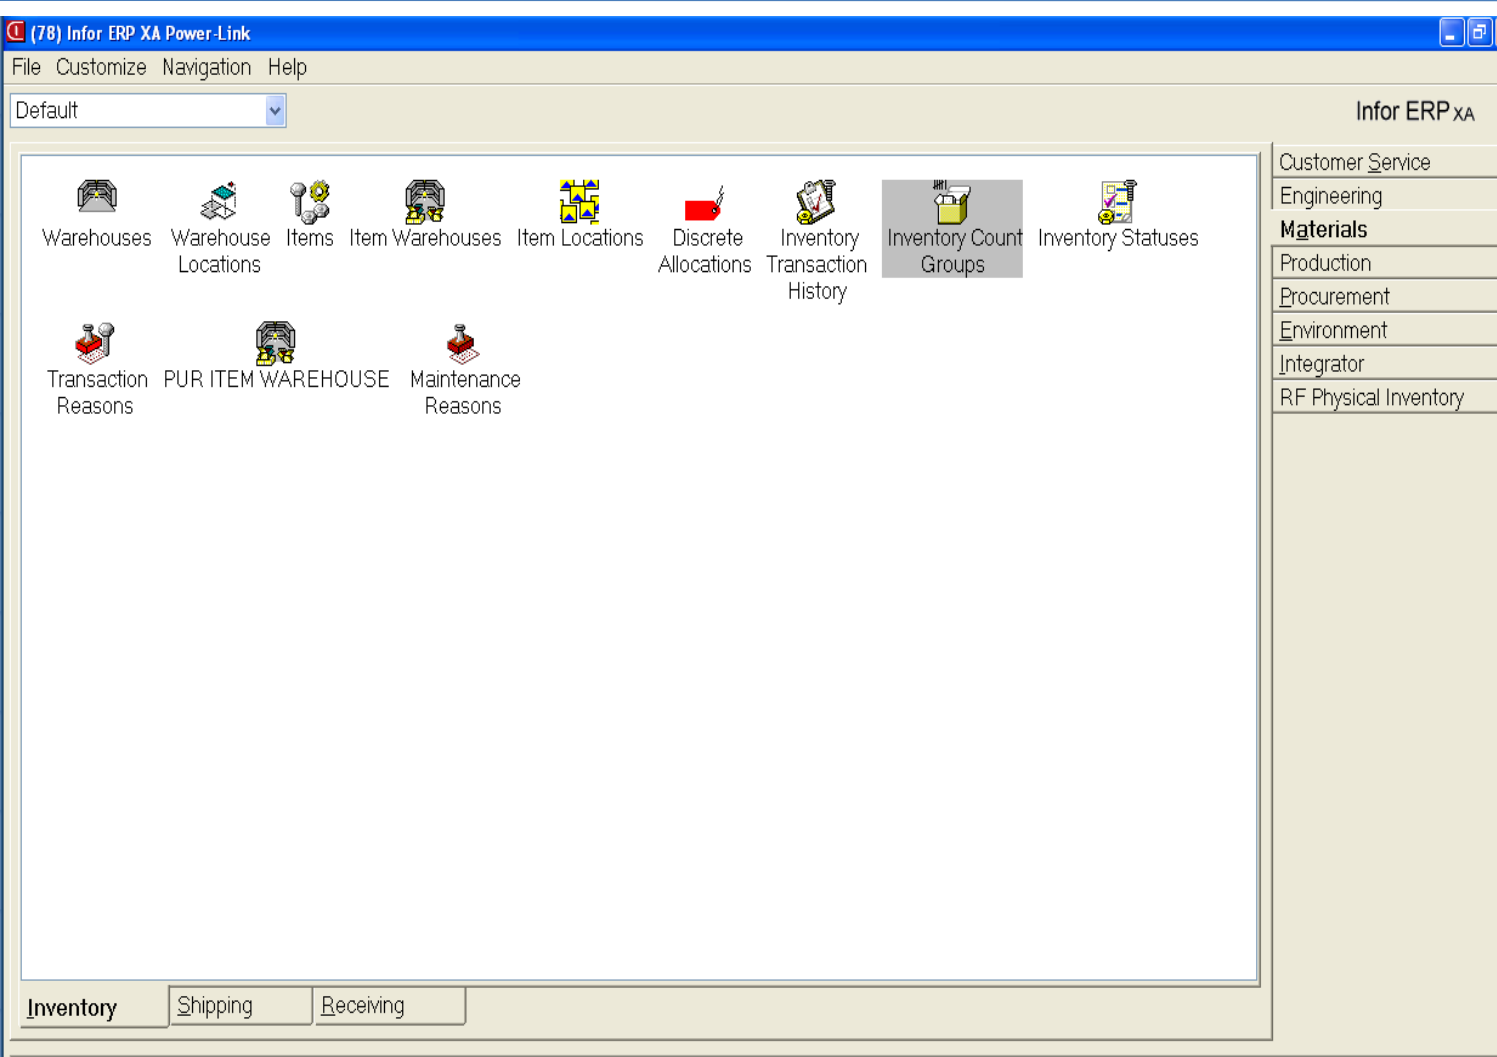 (78) Infor ERP XA Power-Link
File Customize Navigation Help
Default
Infor ERP XA
Customer Service
Engineering
Materials
Production
Procurement
Environment
Integrator
RF Physical Inventory
Warehouses Warehouse Items Item Warehouses Item Locations Discrete Inventory Inventory Count Inventory Statuses
Locations Allocations Transaction Groups
History
Transaction PUR ITEM WAREHOUSE Maintenance
Reasons Reasons
Inventory Shipping Receiving